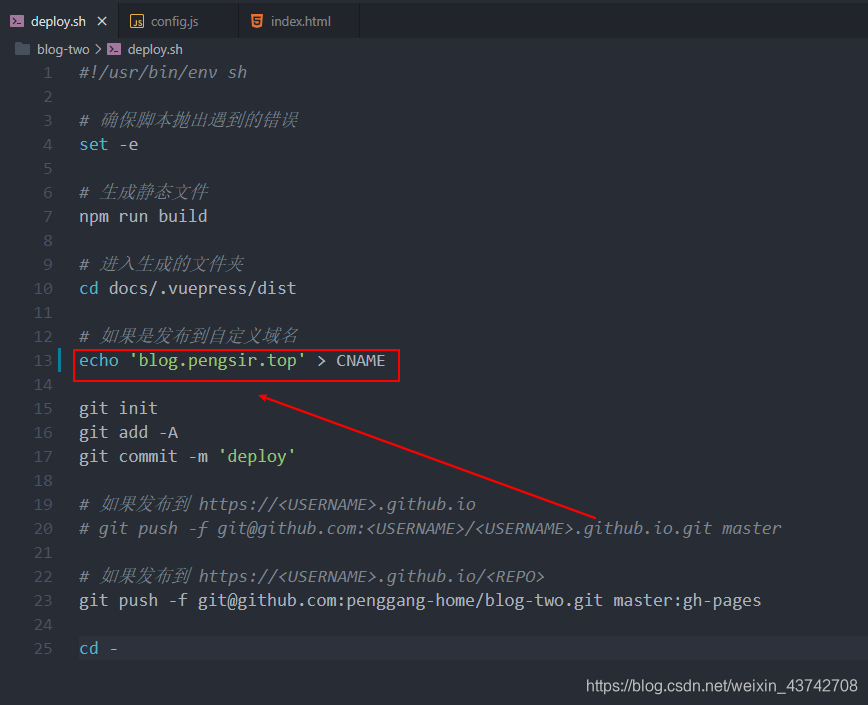 deploy.sh × config.js index.html
blog-two > deploy.sh
1 #!/usr/bin/env sh
2
3 # 确保脚本抛出遇到的错误
4 set -e
5
6 # 生成静态文件
7 npm run build
8
9 # 进入生成的文件夹
10 cd docs/.vuepress/dist
11
12 # 如果是发布到自定义域名
13 echo 'blog.pengsir.top' > CNAME
14
15 git init
16 git add -A
17 git commit -m 'deploy'
18
19 # 如果发布到 https://<USERNAME>.github.io
20 # git push -f git@github.com:<USERNAME>/<USERNAME>.github.io.git master
21
22 # 如果发布到 https://<USERNAME>.github.io/<REPO>
23 git push -f git@github.com:penggang-home/blog-two.git master:gh-pages
24
25 cd -
https://blog.csdn.net/weixin_43742708